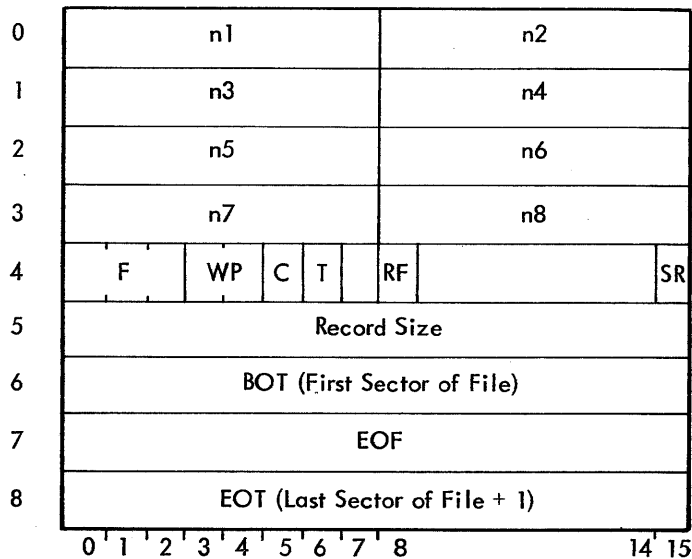 0 n1 n2
1 n3 n4
2 n5 n6
3 n7 n8
4 F WP C T RF SR
5 Record Size
6 BOT (First Sector of File)
7 EOF
8 EOT (Last Sector of File + 1)
0 1 2 3 4 5 6 7 8 14 15